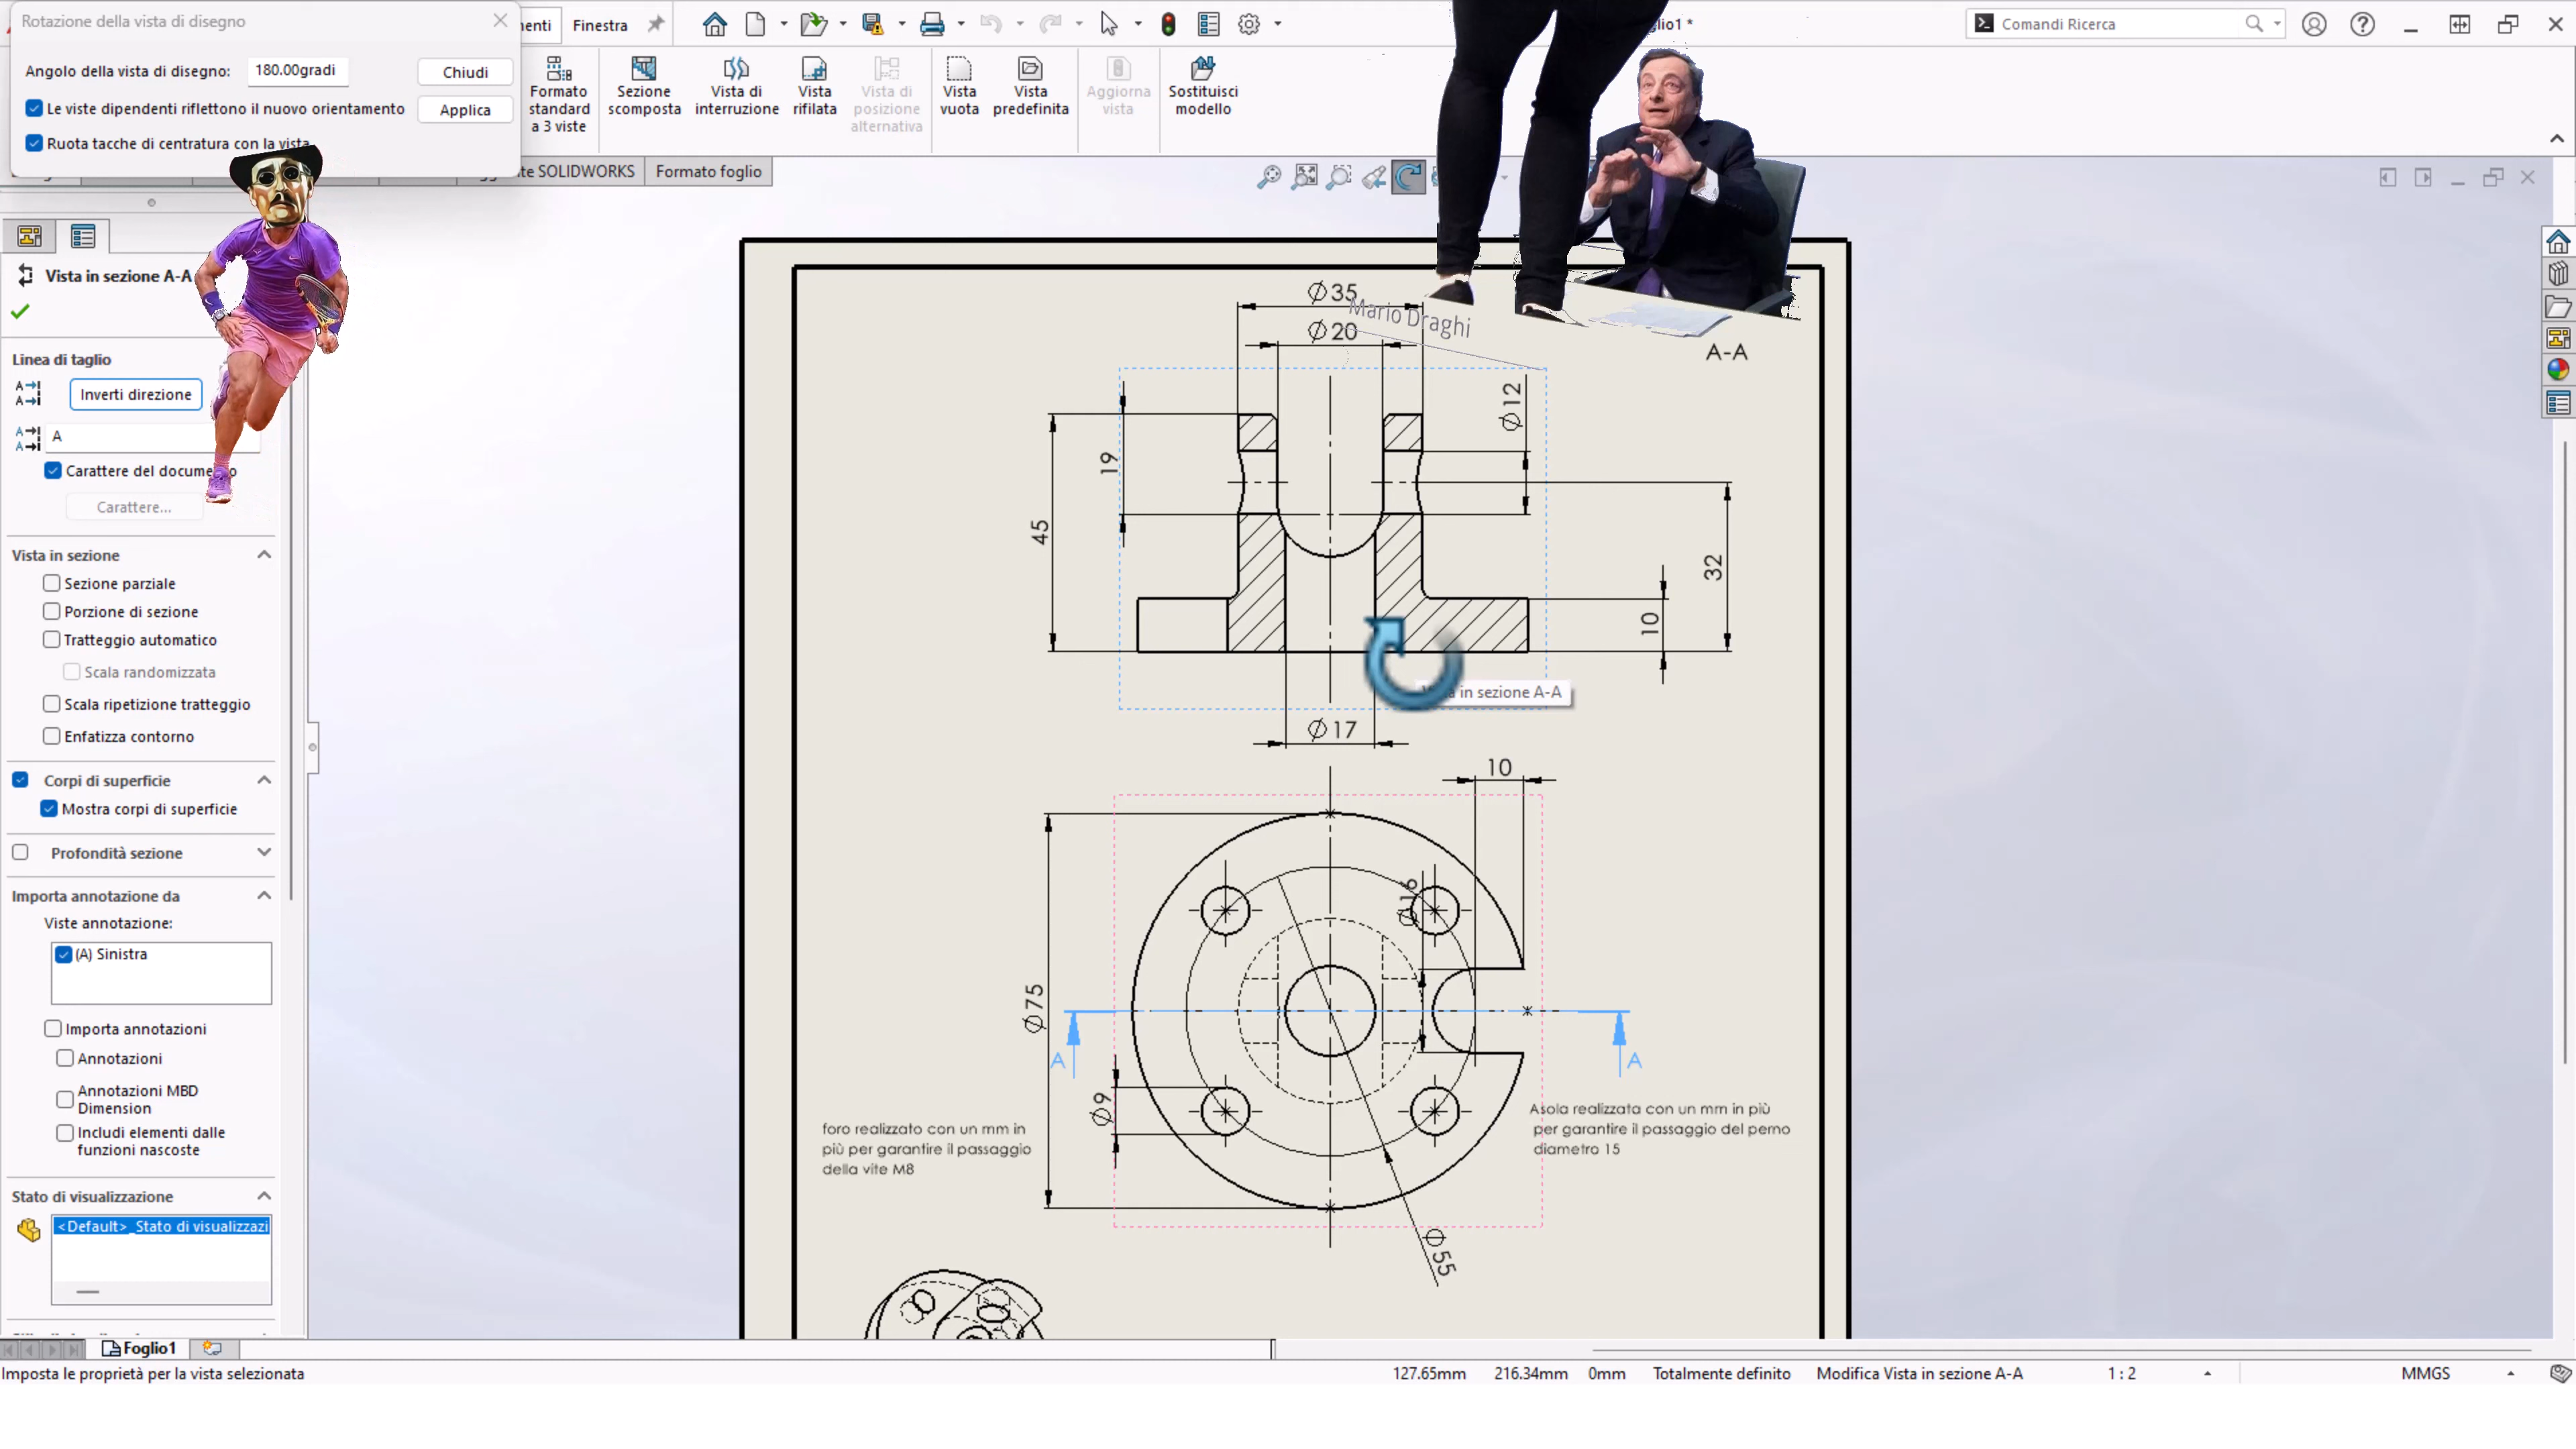 Rotazione della vista di disegno
Angolo della vista di disegno: 180.00gradi
Chiudi
Le viste dipendenti riflettono il nuovo orientamento
Applica
Ruota tacche di centratura con la vista
Finestra
Comandi Ricerca
Formato standard a 3 viste
Sezione scomposta
Vista di interruzione
Vista rifilata
Vista di posizione alternativa
Vista vuota
Vista predefinita
Aggiorna vista
Sostituisci modello
SOLIDWORKS
Formato foglio
Vista in sezione A-A
Linea di taglio
Inverti direzione
A
Carattere del documento
Carattere...
Vista in sezione
Sezione parziale
Porzione di sezione
Tratteggio automatico
Scala randomizzata
Scala ripetizione tratteggio
Enfatizza contorno
Corpi di superficie
Mostra corpi di superficie
Profondità sezione
Importa annotazione da
Viste annotazione:
(A) Sinistra
Importa annotazioni
Annotazioni
Annotazioni MBD
Dimension
Includi elementi dalle
funzioni nascoste
Stato di visualizzazione
<Default>_Stato di visualizzazi
∅35
Mario Draghi
∅20
A-A
∅12
19
45
32
10
in sezione A-A
∅17
10
∅16
∅75
A
A
∅9
∅55
foro realizzato con un mm in
più per garantire il passaggio
della vite M8
Asola realizzata con un mm in più
per garantire il passaggio del perno
diametro 15
Foglio1
Imposta le proprietà per la vista selezionata
127.65mm 216.34mm 0mm Totalmente definito Modifica Vista in sezione A-A 1 : 2 MMGS